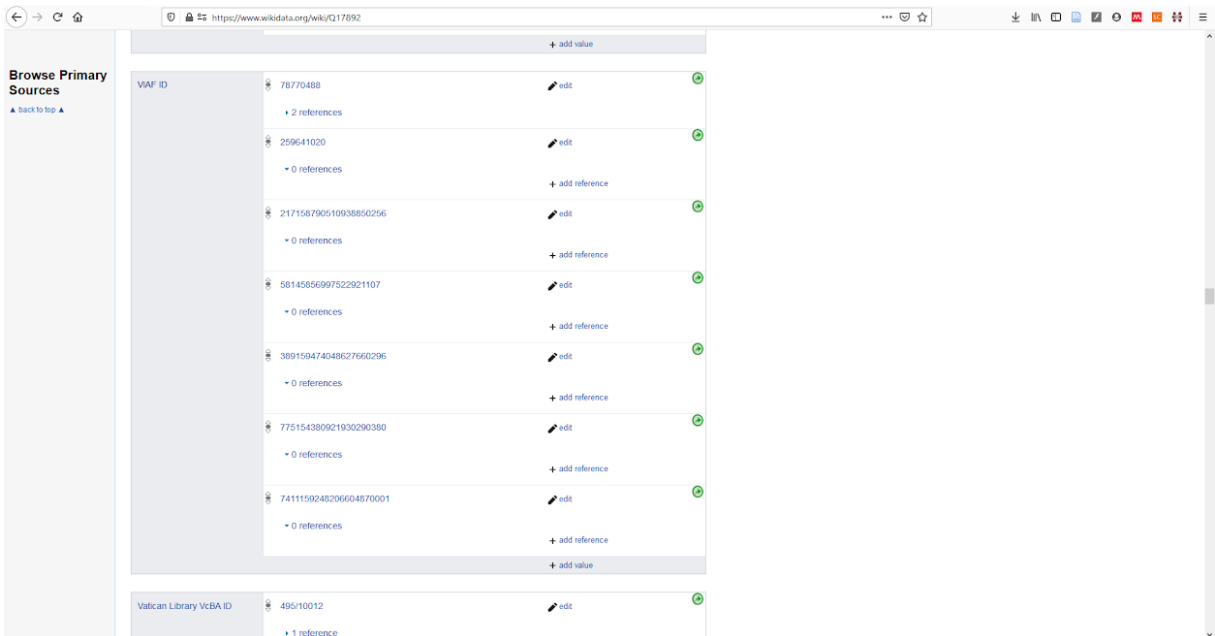 https://www.wikidata.org/wiki/Q17892
+ add value
Browse Primary
Sources
▲ back to top ▲
VIAF ID
78770488
edit
2 references
259641020
edit
0 references
+ add reference
217158790510938850256
edit
0 references
+ add reference
58145856997522921107
edit
0 references
+ add reference
389159474048627660296
edit
0 references
+ add reference
775154380921930290380
edit
0 references
+ add reference
7411159248206604870001
edit
0 references
+ add reference
+ add value
Vatican Library VcBA ID
495/10012
edit
1 reference